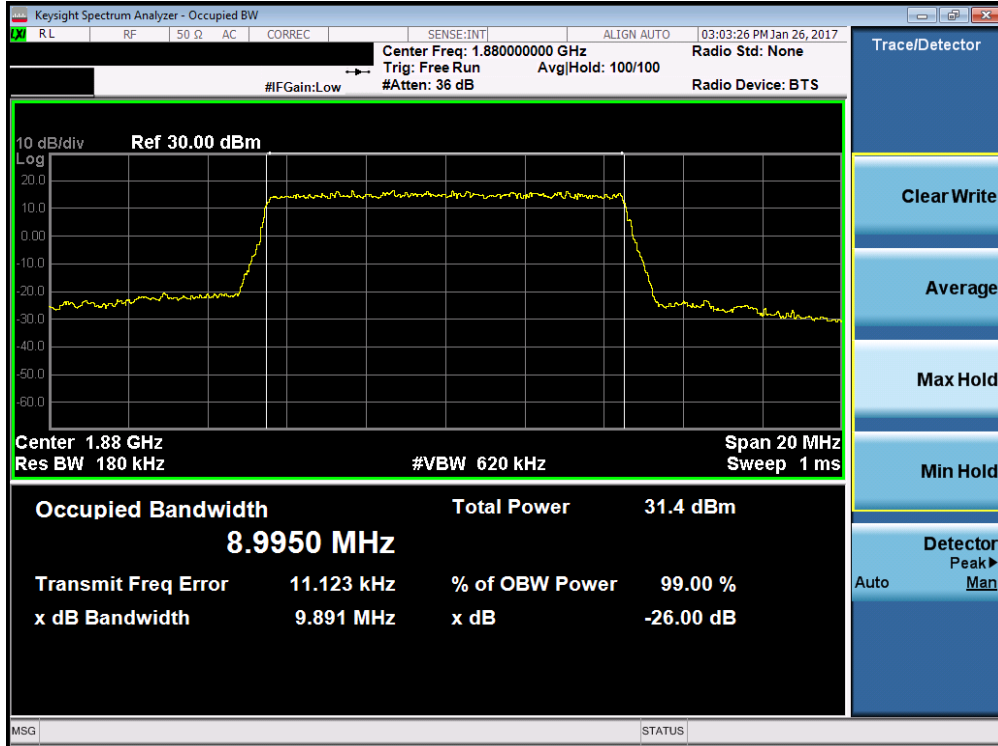 Keysight Spectrum Analyzer - Occupied BW
LXI RL RF 50 Ω AC CORREC SENSE:INT ALIGN AUTO 03:03:26 PM Jan 26, 2017
Center Freq: 1.880000000 GHz Radio Std: None
Trig: Free Run Avg|Hold: 100/100
#IFGain:Low #Atten: 36 dB Radio Device: BTS
Trace/Detector
10 dB/div Ref 30.00 dBm
Log
20.0
10.0
0.00
-10.0
-20.0
-30.0
-40.0
-50.0
-60.0
Center 1.88 GHz Span 20 MHz
Res BW 180 kHz #VBW 620 kHz Sweep 1 ms
Occupied Bandwidth Total Power 31.4 dBm
8.9950 MHz
Transmit Freq Error 11.123 kHz % of OBW Power 99.00 %
x dB Bandwidth 9.891 MHz x dB -26.00 dB
Clear Write
Average
Max Hold
Min Hold
Detector
Peak▶
Auto Man
MSG STATUS